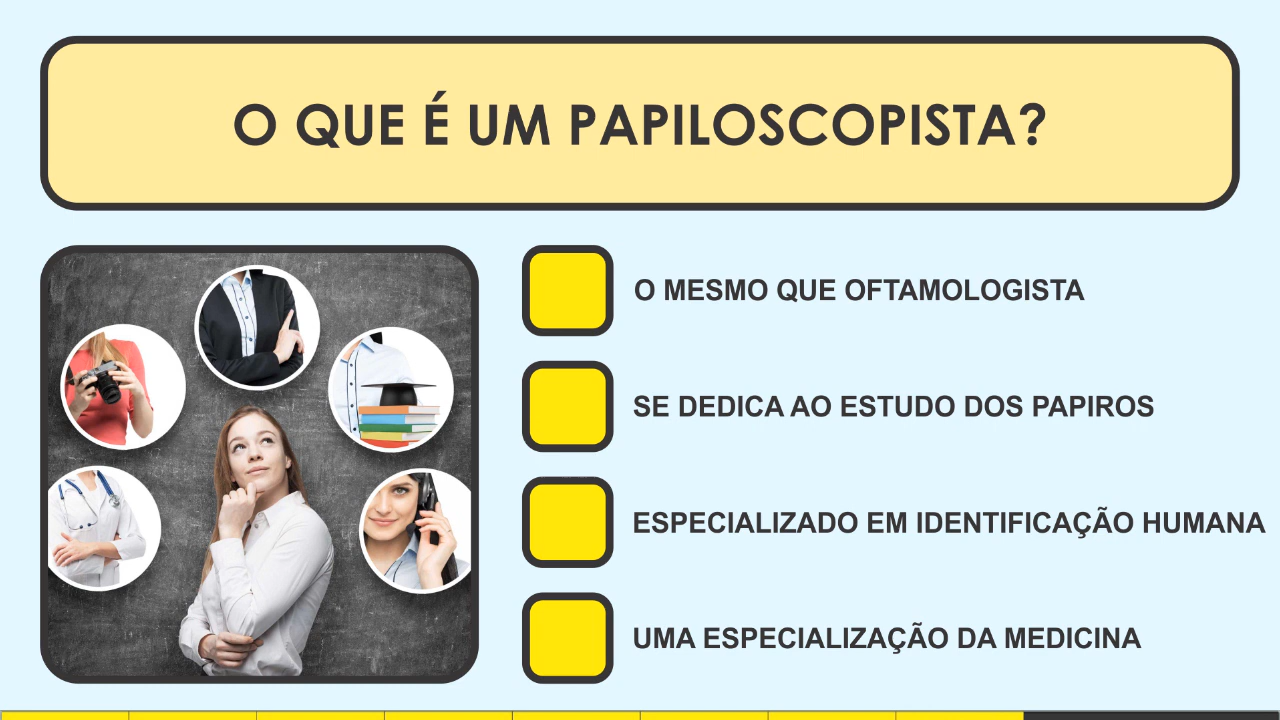 O QUE É UM PAPILOSCOPISTA?
O MESMO QUE OFTAMOLOGISTA
SE DEDICA AO ESTUDO DOS PAPIROS
ESPECIALIZADO EM IDENTIFICAÇÃO HUMANA
UMA ESPECIALIZAÇÃO DA MEDICINA